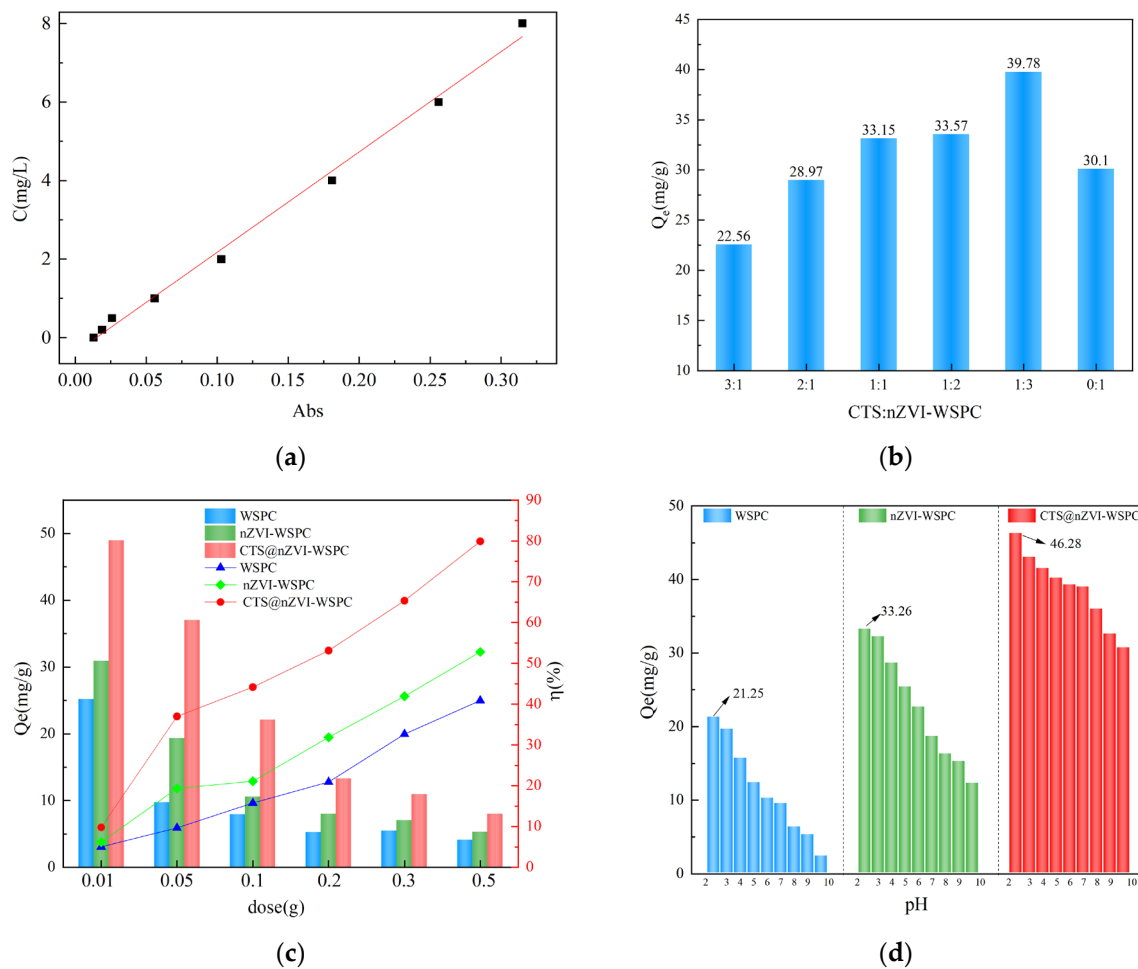 8
6
4
2
0
C(mg/L)
0.00 0.05 0.10 0.15 0.20 0.25 0.30
Abs
(a)
45
40
35
30
25
20
15
10
Qe(mg/g)
22.56
28.97
33.15
33.57
39.78
30.1
3:1 2:1 1:1 1:2 1:3 0:1
CTS:nZVI-WSPC
(b)
50
40
30
20
10
0
Qe(mg/g)
WSPC
nZVI-WSPC
CTS@nZVI-WSPC
WSPC
nZVI-WSPC
CTS@nZVI-WSPC
90
80
70
60
50
40
30
20
10
0
η(%)
0.01 0.05 0.1 0.2 0.3 0.5
dose(g)
(c)
50
40
30
20
10
0
Qe(mg/g)
WSPC
nZVI-WSPC
CTS@nZVI-WSPC
21.25
33.26
46.28
2 3 4 5 6 7 8 9 10
2 3 4 5 6 7 8 9 10
2 3 4 5 6 7 8 9 10
pH
(d)